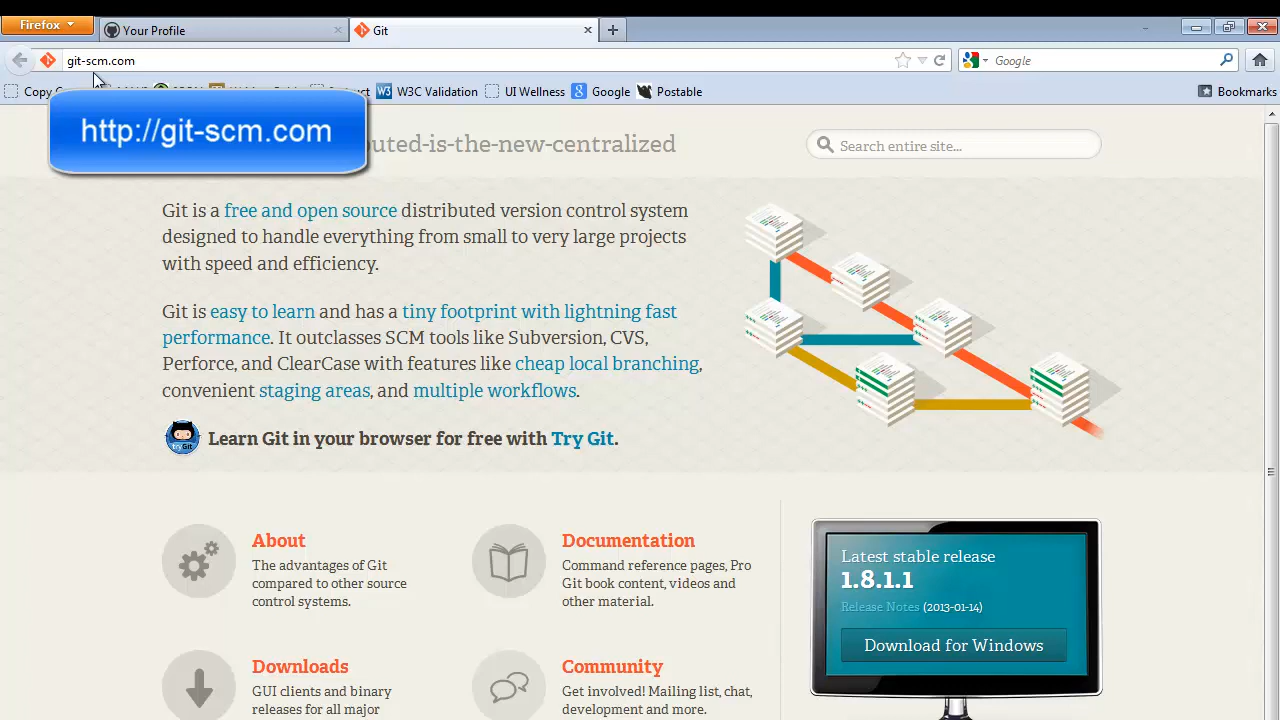 Firefox
Your Profile
Git
git-scm.com
Google
Copy
W3C Validation
UI Wellness
Google
Postable
Bookmarks
http://git-scm.com
uted-is-the-new-centralized
Search entire site...
Git is a free and open source distributed version control system
designed to handle everything from small to very large projects
with speed and efficiency.
Git is easy to learn and has a tiny footprint with lightning fast
performance. It outclasses SCM tools like Subversion, CVS,
Perforce, and ClearCase with features like cheap local branching,
convenient staging areas, and multiple workflows.
Learn Git in your browser for free with Try Git.
About
The advantages of Git
compared to other source
control systems.
Documentation
Command reference pages, Pro
Git book content, videos and
other material.
Downloads
GUI clients and binary
releases for all major
Community
Get involved! Mailing list, chat,
development and more.
Latest stable release
1.8.1.1
Release Notes (2013-01-14)
Download for Windows